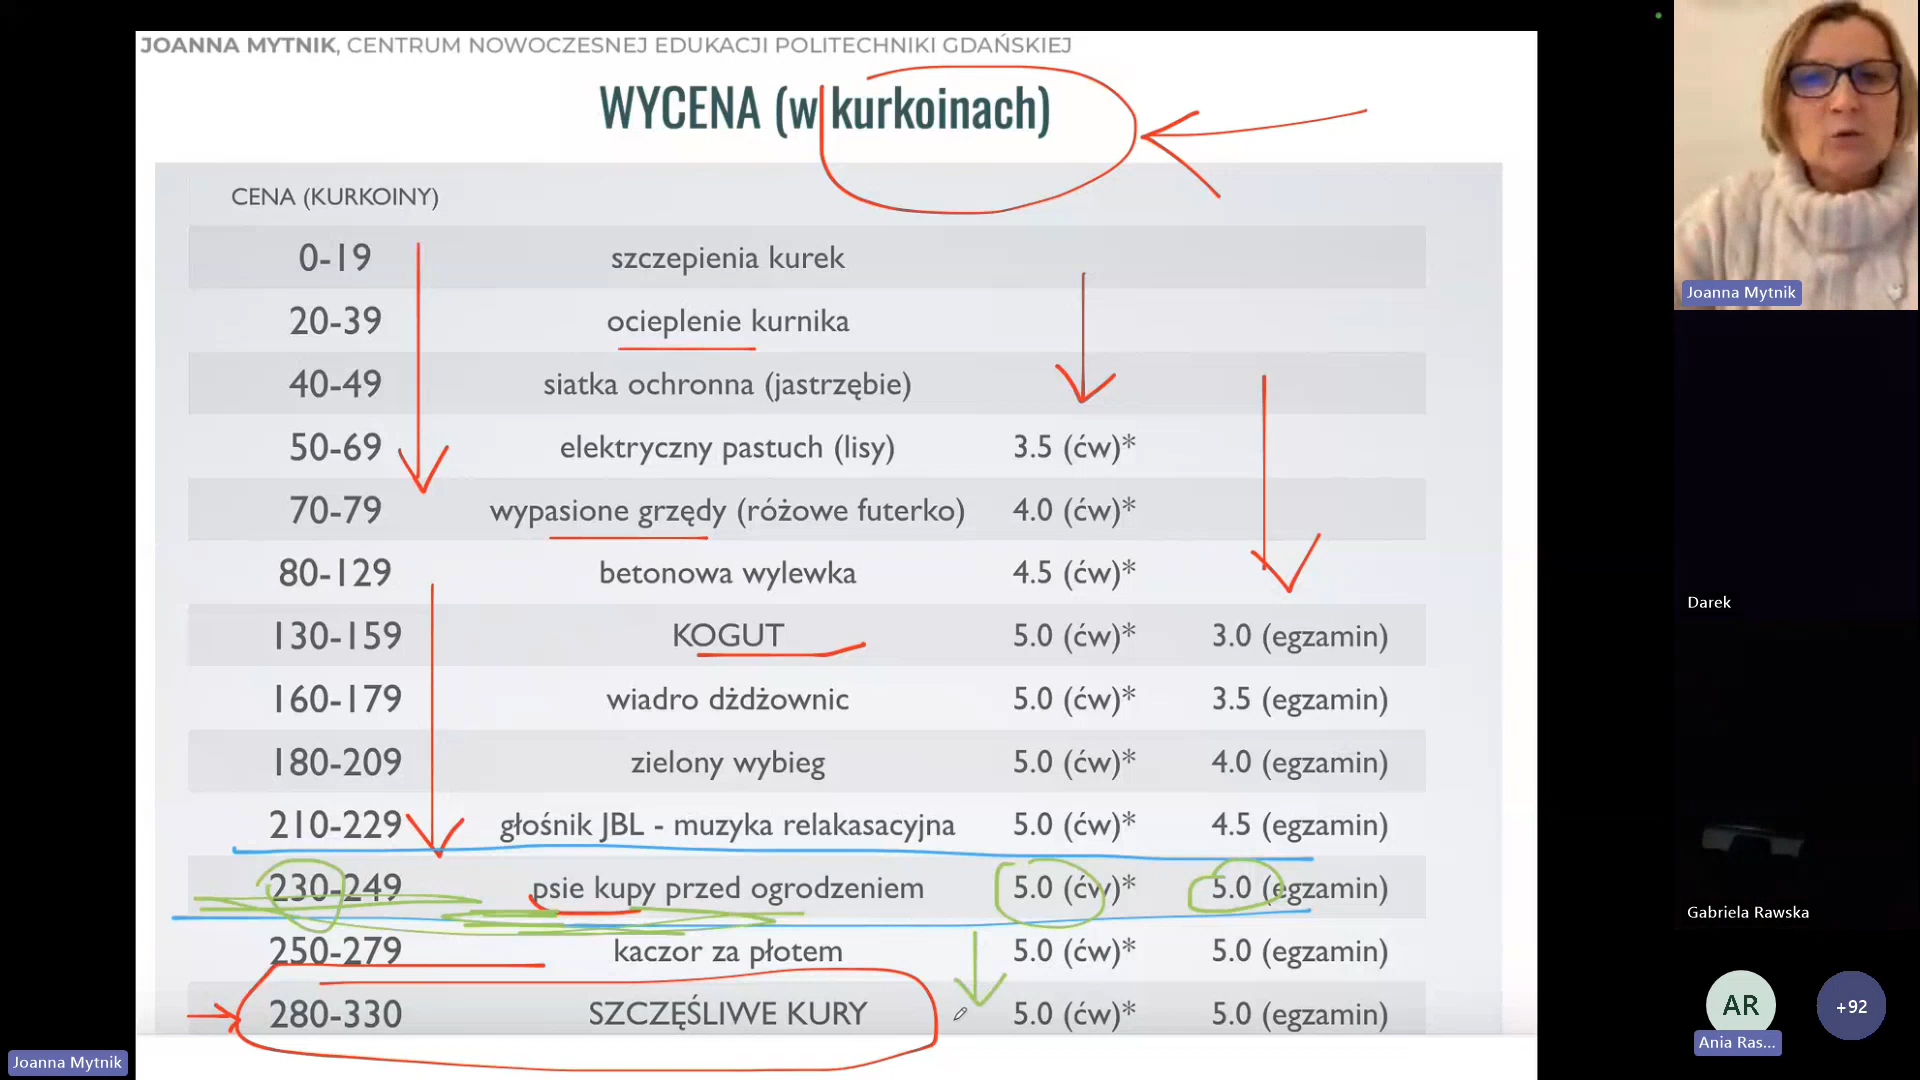 JOANNA MYTNIK, CENTRUM NOWOCZESNEJ EDUKACJI POLITECHNIKI GDAŃSKIEJ
WYCENA (w kurkoinach)
CENA (KURKOINY)
0-19 szczepienia kurek
20-39 ocieplenie kurnika
40-49 siatka ochronna (jastrzębie)
50-69 elektryczny pastuch (lisy) 3.5 (ćw)*
70-79 wypasione grzędy (różowe futerko) 4.0 (ćw)*
80-129 betonowa wylewka 4.5 (ćw)*
130-159 KOGUT 5.0 (ćw)* 3.0 (egzamin)
160-179 wiadro dżdżownic 5.0 (ćw)* 3.5 (egzamin)
180-209 zielony wybieg 5.0 (ćw)* 4.0 (egzamin)
210-229 głośnik JBL - muzyka relakasacyjna 5.0 (ćw)* 4.5 (egzamin)
230-249 psie kupy przed ogrodzeniem 5.0 (ćw)* 5.0 (egzamin)
250-279 kaczor za płotem 5.0 (ćw)* 5.0 (egzamin)
280-330 SZCZĘŚLIWE KURY 5.0 (ćw)* 5.0 (egzamin)
Joanna Mytnik
Joanna Mytnik
Darek
Gabriela Rawska
AR
Ania Ras...
+92